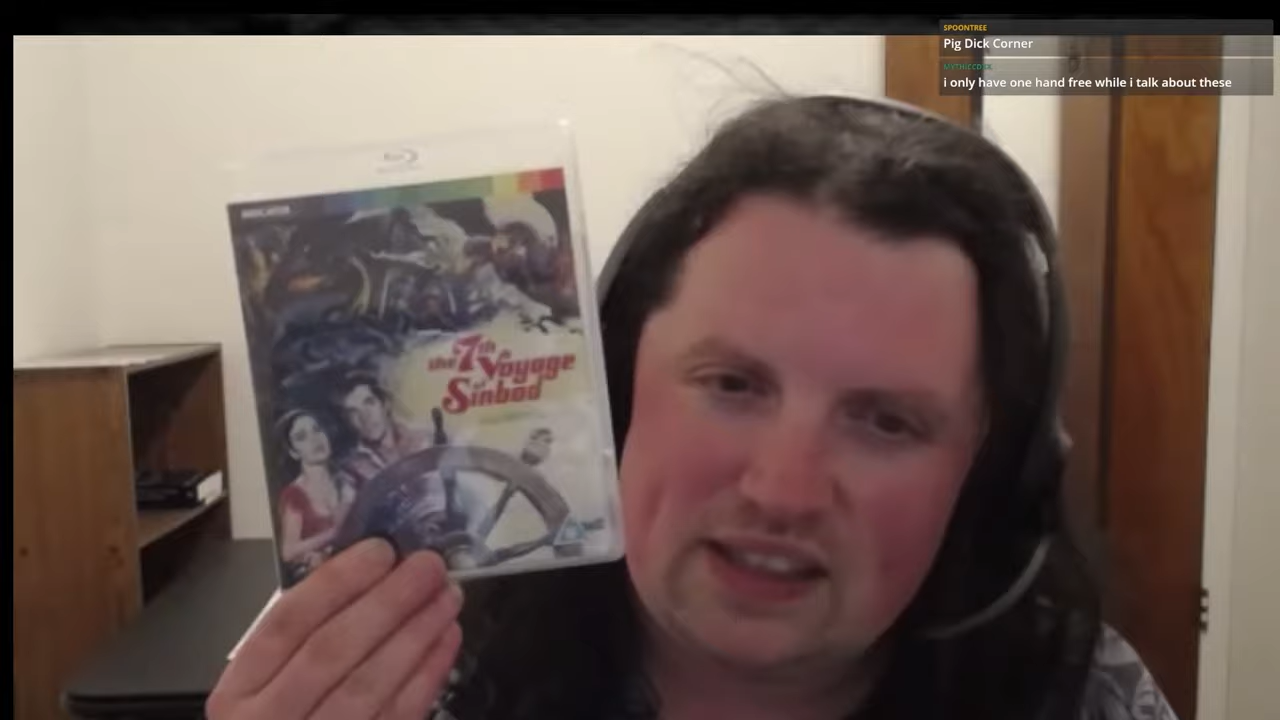 SPOONTREE
Pig Dick Corner
i only have one hand free while i talk about these
the 7th
Voyage
of
Sinbad